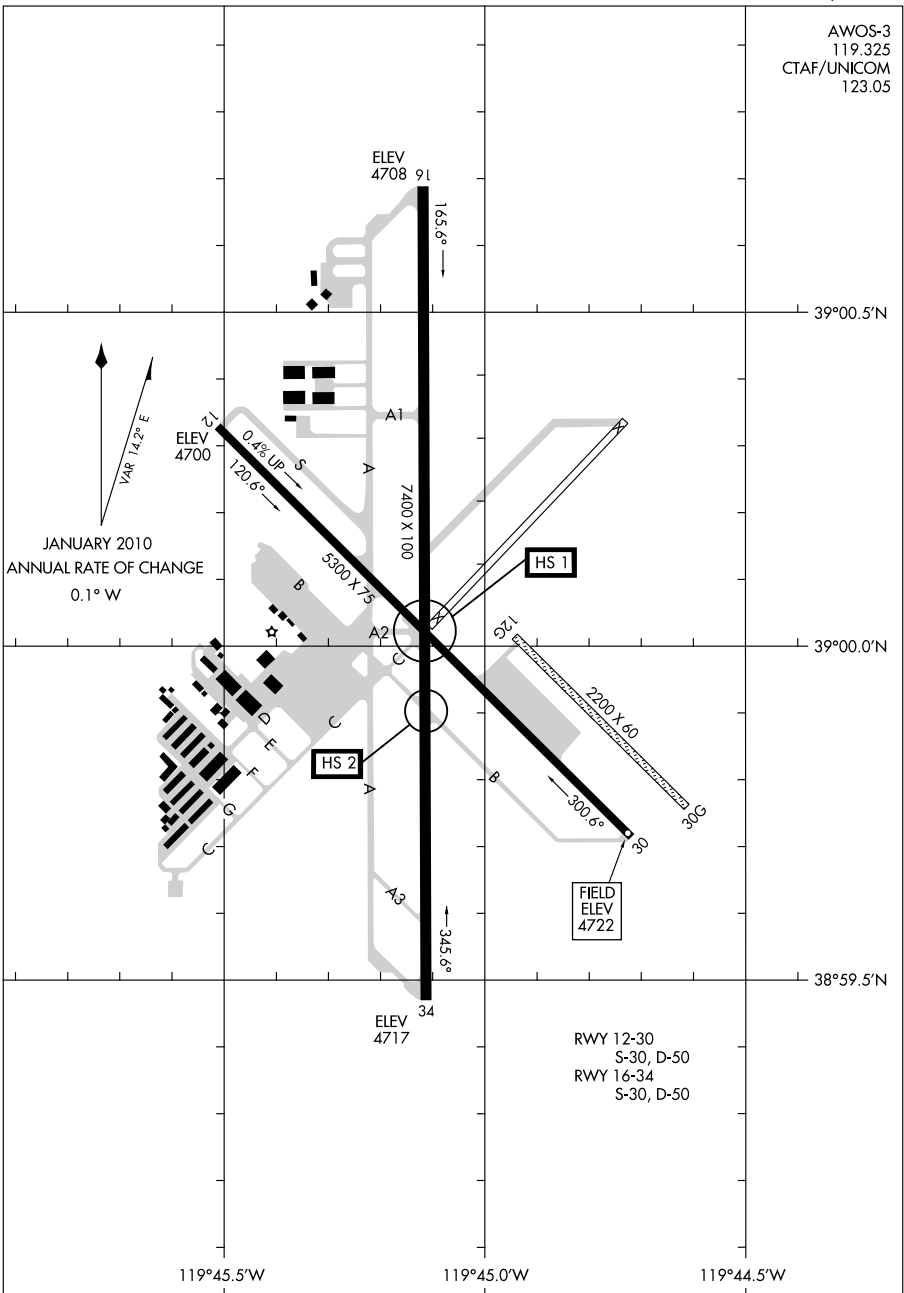 AWOS-3
119.325
CTAF/UNICOM
123.05
ELEV
4708
16
165.6°
39°00.5'N
VAR 14.2° E
JANUARY 2010
ANNUAL RATE OF CHANGE
0.1° W
12
ELEV
4700
0.4% UP
120.6°
S
A1
A
7400 X 100
5300 X 75
HS 1
B
A2
C
12G
39°00.0'N
2200 X 60
D
E
F
G
C
C
HS 2
A
B
300.6°
30G
30
FIELD
ELEV
4722
A3
345.6°
38°59.5'N
34
ELEV
4717
RWY 12-30
S-30, D-50
RWY 16-34
S-30, D-50
119°45.5'W
119°45.0'W
119°44.5'W